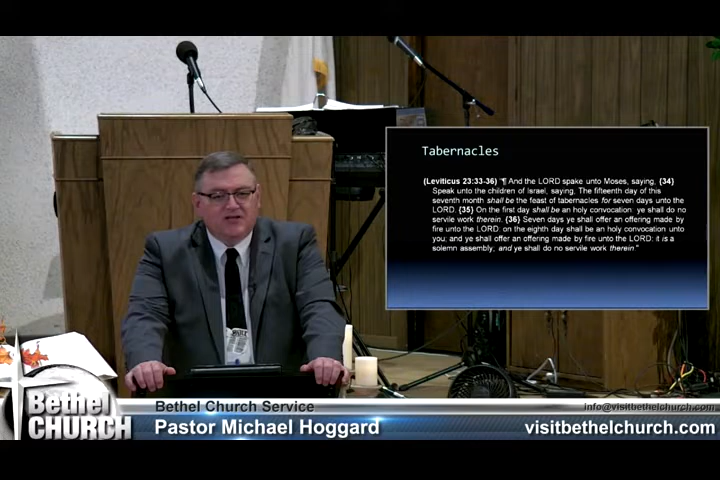 Tabernacles
(Leviticus 23:33-36) "¶ And the LORD spake unto Moses, saying, {34}
Speak unto the children of Israel, saying, The fifteenth day of this
seventh month shall be the feast of tabernacles for seven days unto the
LORD. {35} On the first day shall be an holy convocation: ye shall do no
servile work therein. {36} Seven days ye shall offer an offering made by
fire unto the LORD: on the eighth day shall be an holy convocation unto
you; and ye shall offer an offering made by fire unto the LORD: it is a
solemn assembly; and ye shall do no servile work therein."
Bethel
CHURCH
Bethel Church Service
info@visitbethelchurch.com
Pastor Michael Hoggard
visitbethelchurch.com